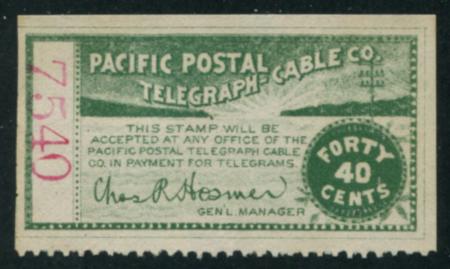 7540
PACIFIC POSTAL
TELEGRAPH-CABLE CO.
THIS STAMP WILL BE
ACCEPTED AT ANY OFFICE OF THE
PACIFIC POSTAL TELEGRAPH CABLE
CO. IN PAYMENT FOR TELEGRAMS.
Chas R. Hosmer
GEN'L. MANAGER
FORTY
40
CENTS